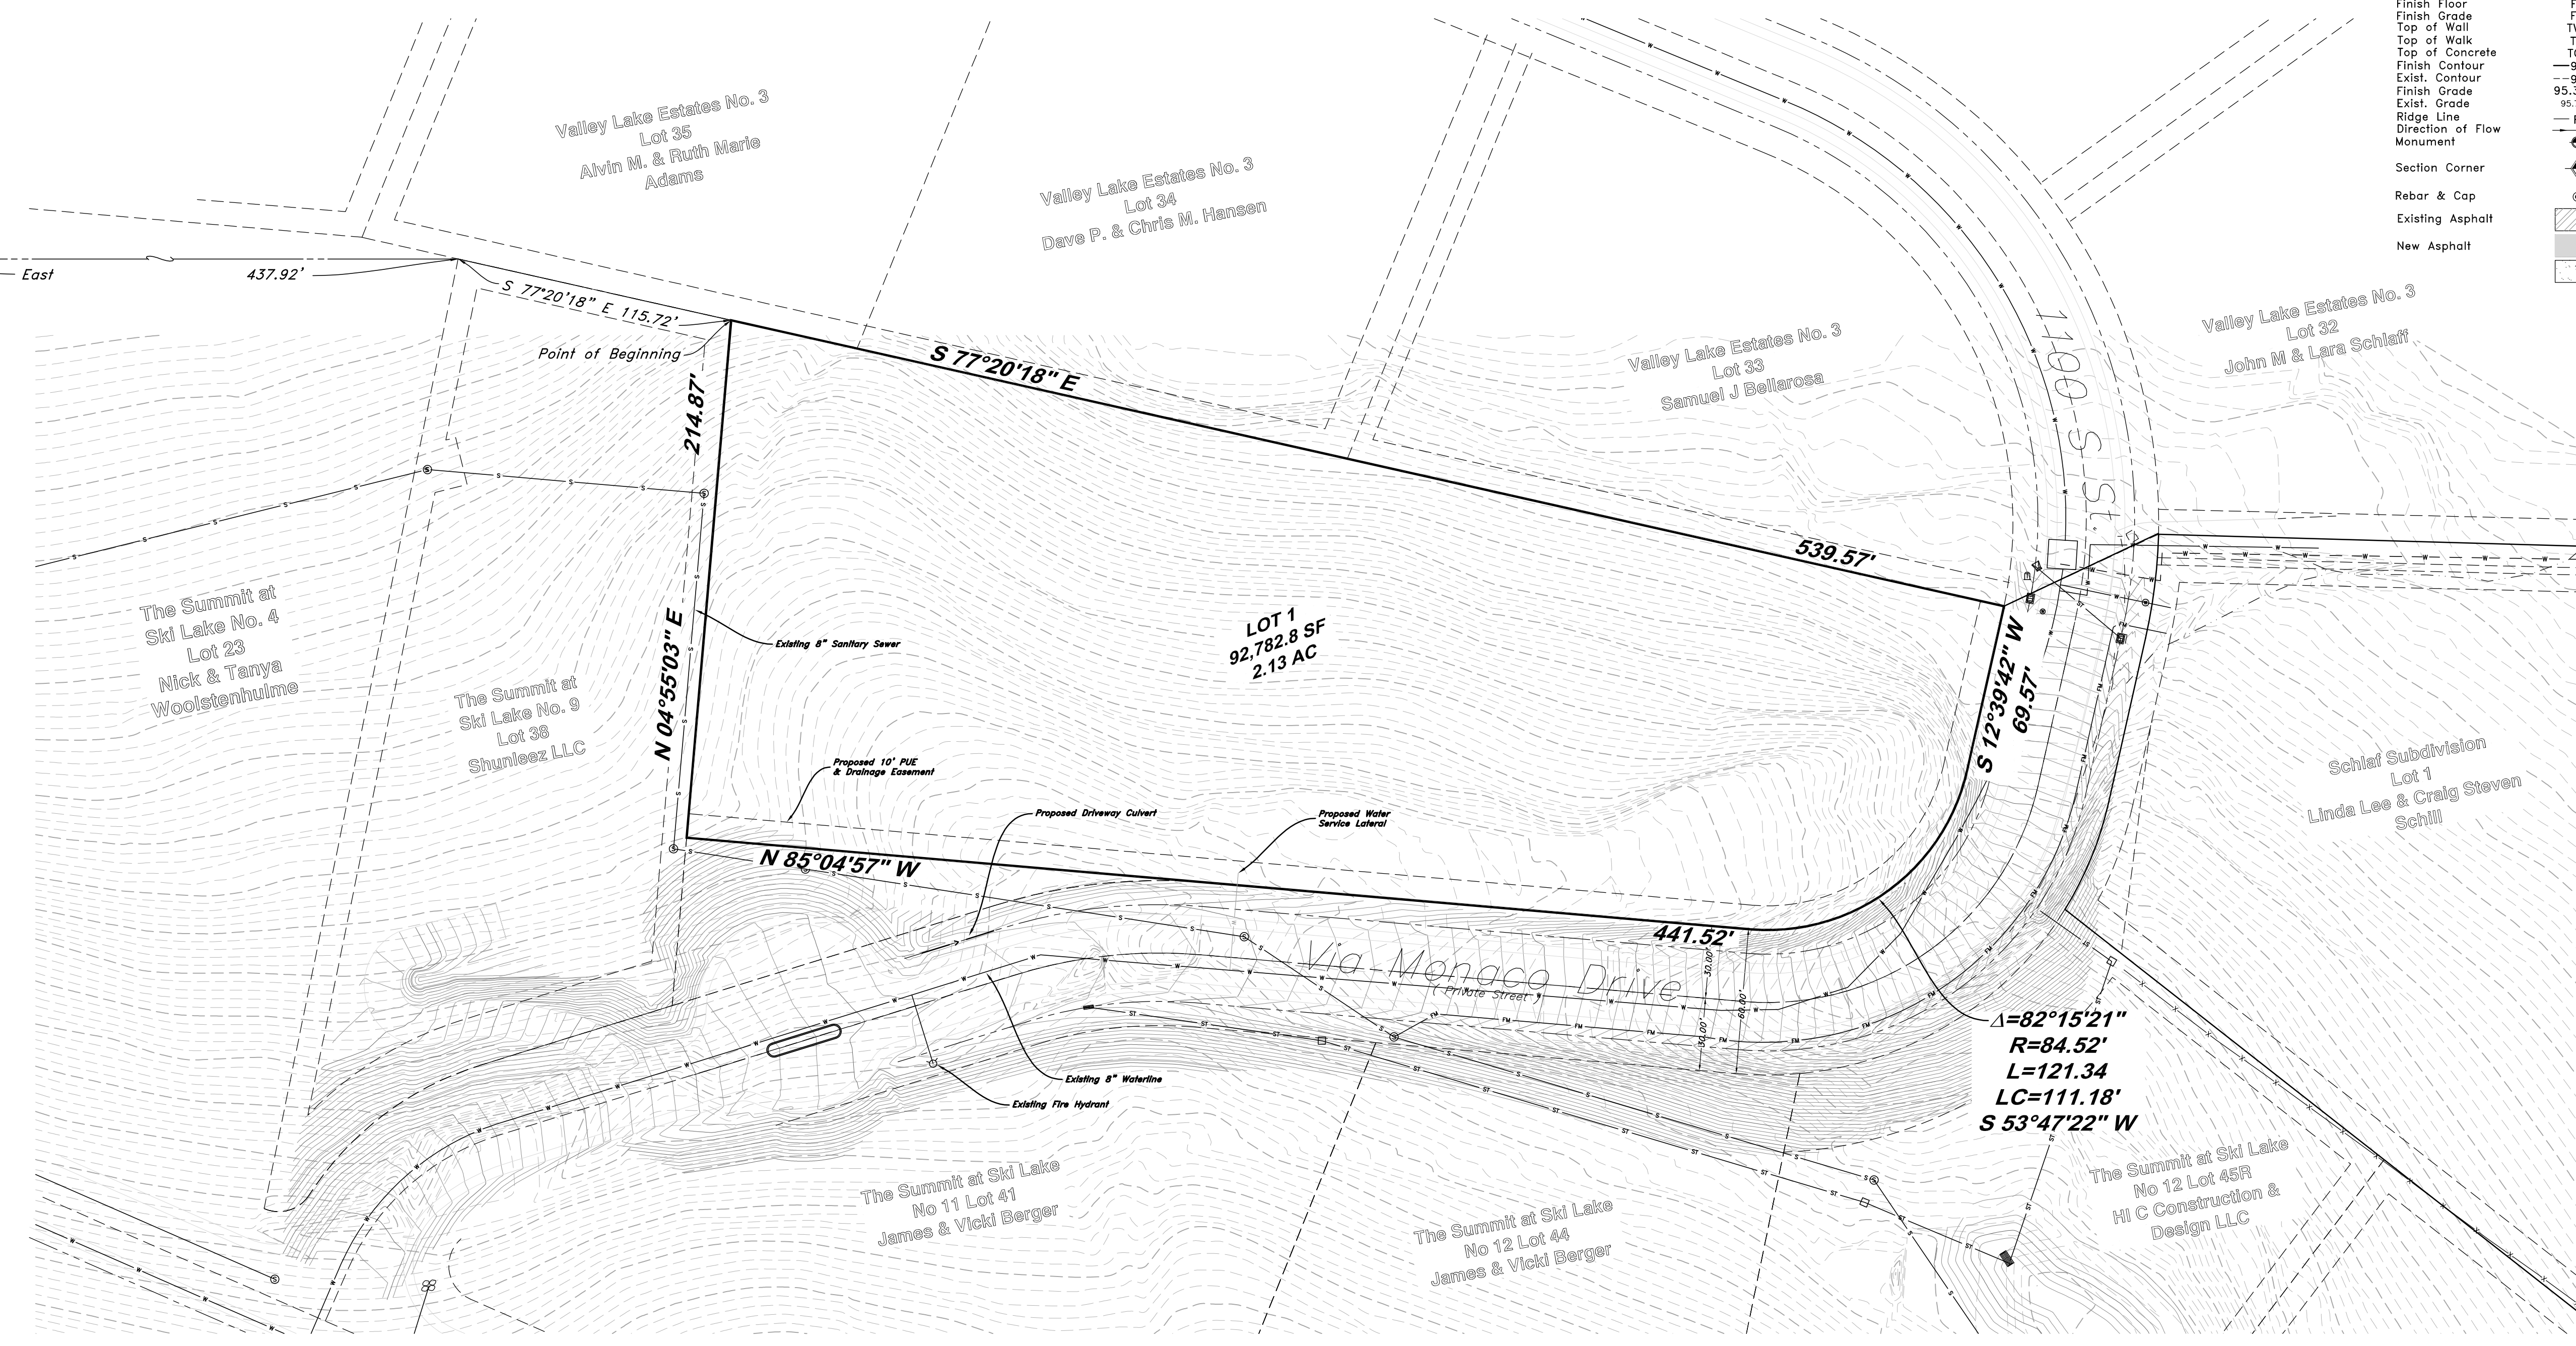 Finish Floor
Finish Grade
Top of Wall
Top of Walk
Top of Concrete
Finish Contour
Exist. Contour
Finish Grade
Exist. Grade
Ridge Line
Direction of Flow
Monument
Section Corner
Rebar & Cap
Existing Asphalt
New Asphalt
Valley Lake Estates No. 3
Lot 35
Alvin M. & Ruth Marie
Adams
Valley Lake Estates No. 3
Lot 34
Dave P. & Chris M. Hansen
East
437.92'
S 77°20'18" E 115.72'
Point of Beginning
S 77°20'18" E
539.57'
Valley Lake Estates No. 3
Lot 33
Samuel J Bellarosa
1100 S St.
Valley Lake Estates No. 3
Lot 32
John M & Lara Schlaff
214.87'
N 04°55'03" E
The Summit at
Ski Lake No. 4
Lot 23
Nick & Tanya
Woolstenhulme
The Summit at
Ski Lake No. 9
Lot 38
Shunleez LLC
Existing 8" Sanitary Sewer
LOT 1
92,782.8 SF
2.13 AC
S 12°39'42" W
69.57'
Schlaf Subdivision
Lot 1
Linda Lee & Craig Steven
Schill
Proposed 10' PUE
& Drainage Easement
Proposed Driveway Culvert
Proposed Water
Service Lateral
N 85°04'57" W
441.52'
Via Monaco Drive
( Private Street )
30.00'
30.00'
60.00'
Δ=82°15'21"
R=84.52'
L=121.34
LC=111.18'
S 53°47'22" W
Existing 8" Waterline
Existing Fire Hydrant
The Summit at Ski Lake
No 11 Lot 41
James & Vicki Berger
The Summit at Ski Lake
No 12 Lot 44
James & Vicki Berger
The Summit at Ski Lake
No 12 Lot 45R
HI C Construction &
Design LLC